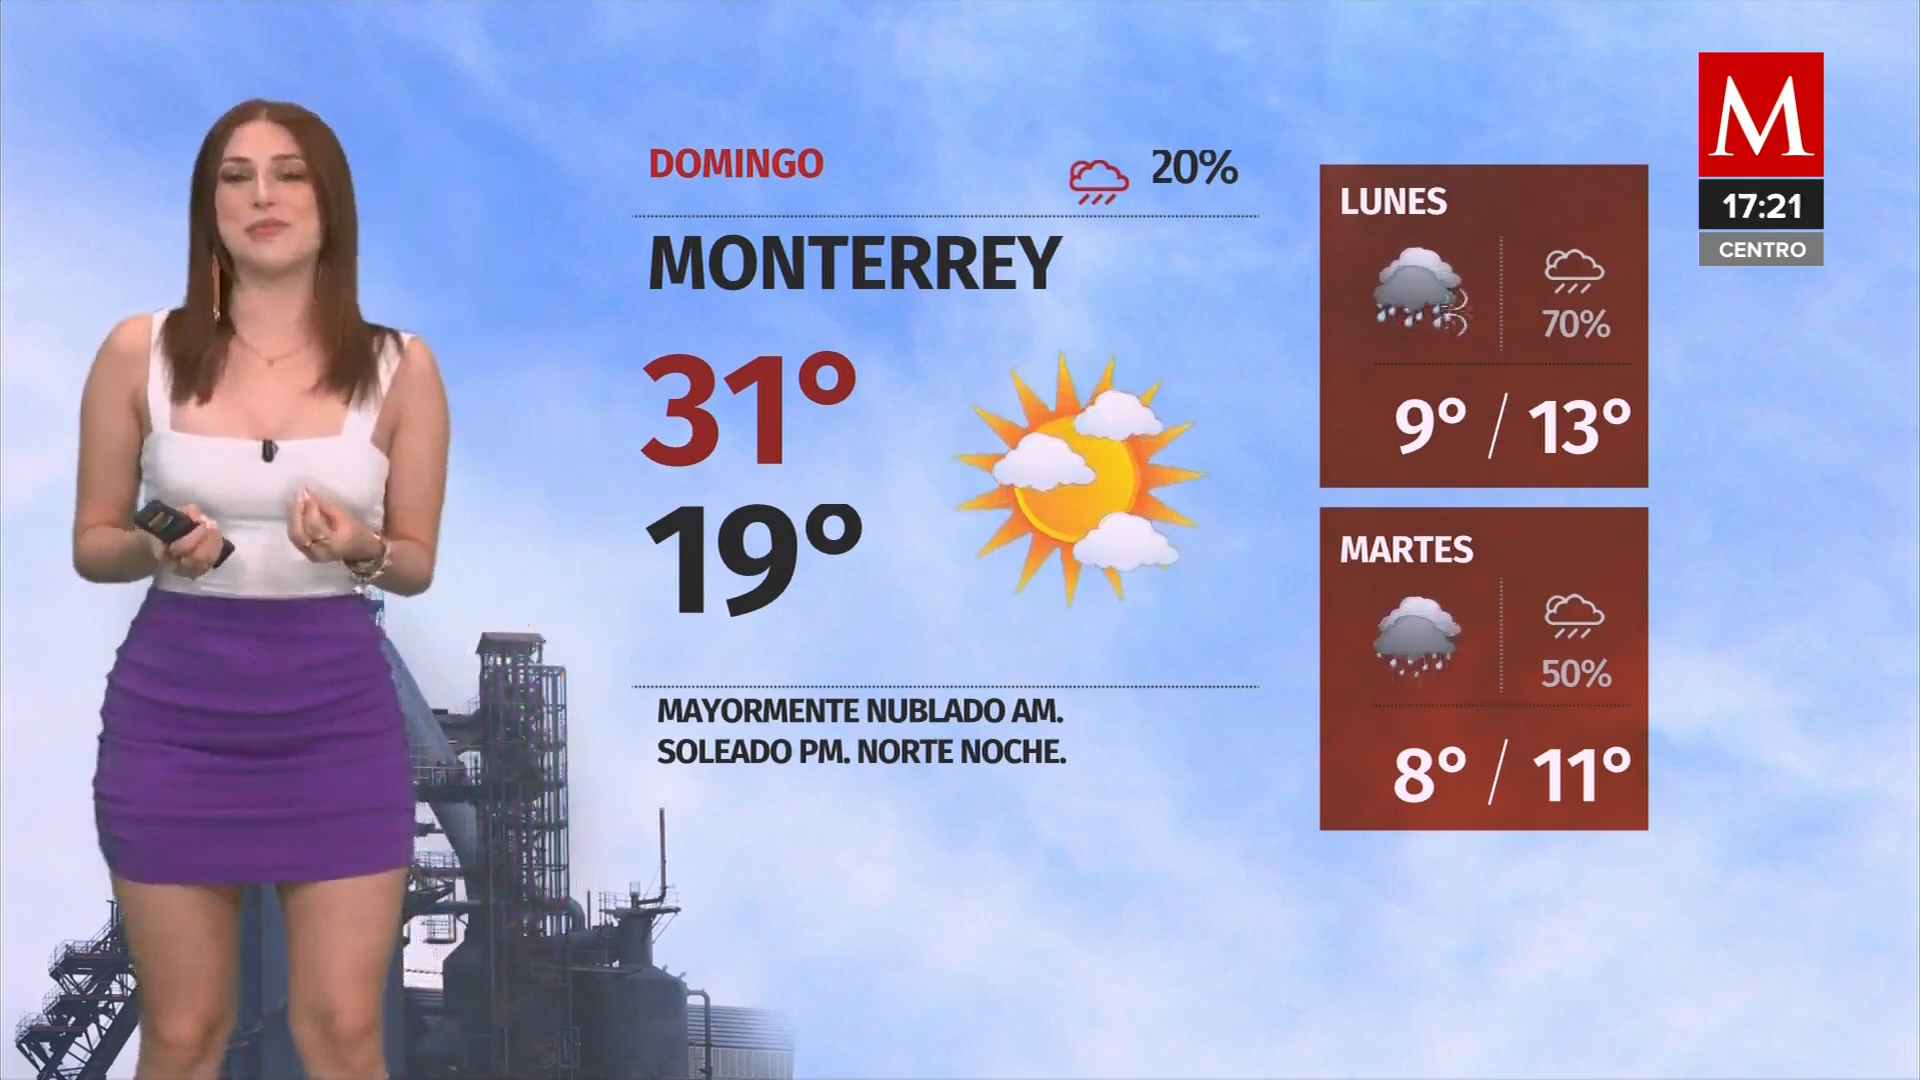 DOMINGO
20%
MONTERREY
31°
19°
MAYORMENTE NUBLADO AM.
SOLEADO PM. NORTE NOCHE.
LUNES
70%
9° / 13°
MARTES
50%
8° / 11°
M
17:21
CENTRO